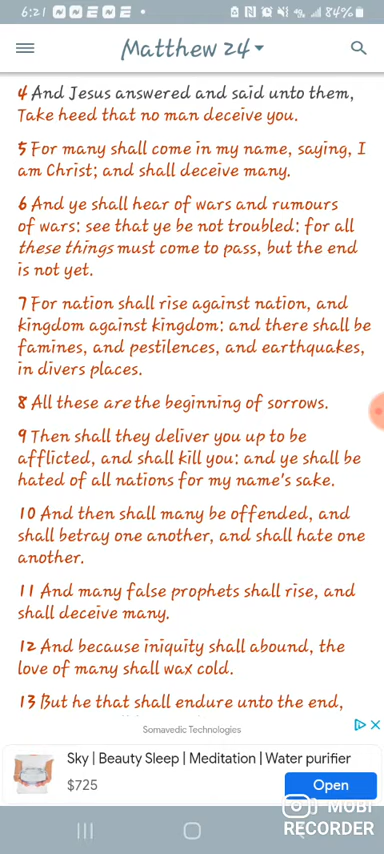 6:21 84%
Matthew 24
4 And Jesus answered and said unto them,
Take heed that no man deceive you.
5 For many shall come in my name, saying, I
am Christ; and shall deceive many.
6 And ye shall hear of wars and rumours
of wars: see that ye be not troubled: for all
these things must come to pass, but the end
is not yet.
7 For nation shall rise against nation, and
kingdom against kingdom: and there shall be
famines, and pestilences, and earthquakes,
in divers places.
8 All these are the beginning of sorrows.
9 Then shall they deliver you up to be
afflicted, and shall kill you: and ye shall be
hated of all nations for my name's sake.
10 And then shall many be offended, and
shall betray one another, and shall hate one
another.
11 And many false prophets shall rise, and
shall deceive many.
12 And because iniquity shall abound, the
love of many shall wax cold.
13 But he that shall endure unto the end,
Somavedic Technologies
Sky | Beauty Sleep | Meditation | Water purifier
$725
Open
MOBI
RECORDER